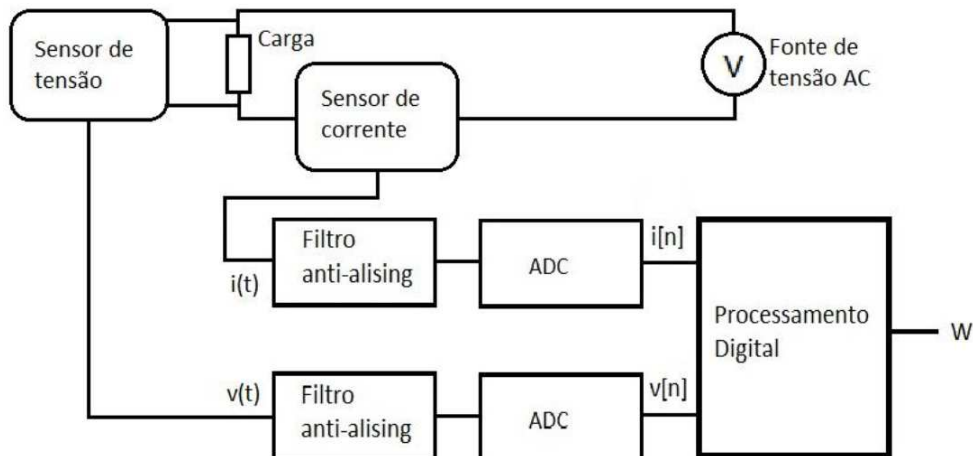 Sensor de
tensão
Carga
Sensor de
corrente
V
Fonte de
tensão AC
i(t)
Filtro
anti-alising
ADC
i[n]
Processamento
Digital
W
v(t)
Filtro
anti-alising
ADC
v[n]